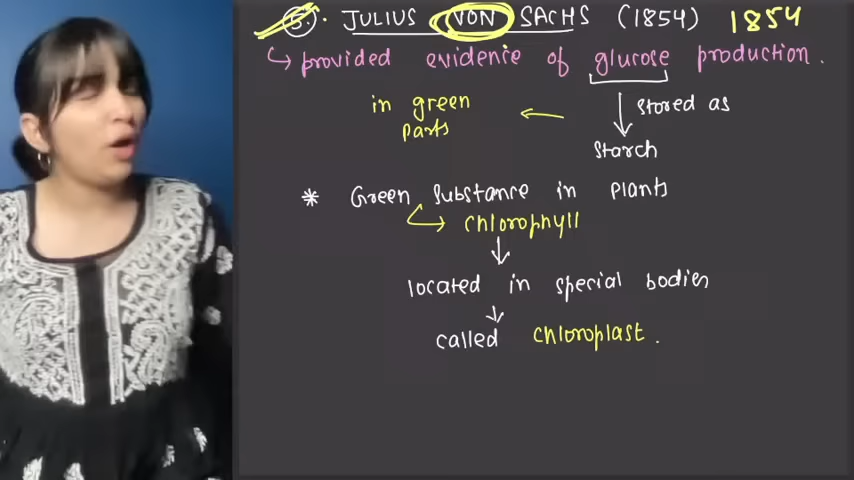 5. JULIUS VON SACHS (1854) 1854
↳ provided evidence of glucose production.
in green parts ← ↓ stored as
starch
* Green substance in plants
↳ chlorophyll
↓
located in special bodies
↓
called chloroplast.